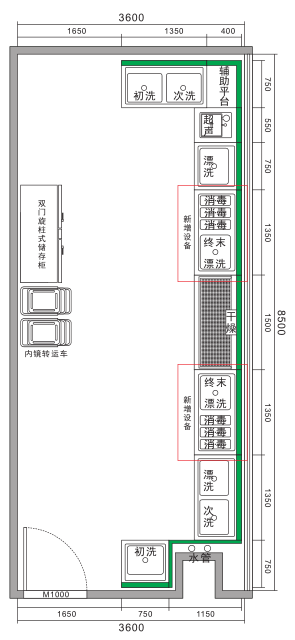 3600
1650
1350
400
初洗
次洗
辅助平台
750
超声
550
漂洗
750
双门旋柱式储存柜
新增设备
消毒
消毒
消毒
终末
漂洗
1350
内镜转运车
干燥
1500
8500
新增设备
终末
漂洗
消毒
消毒
消毒
1350
漂洗
次洗
1350
初洗
水管
750
M1000
1650
750
1150
3600